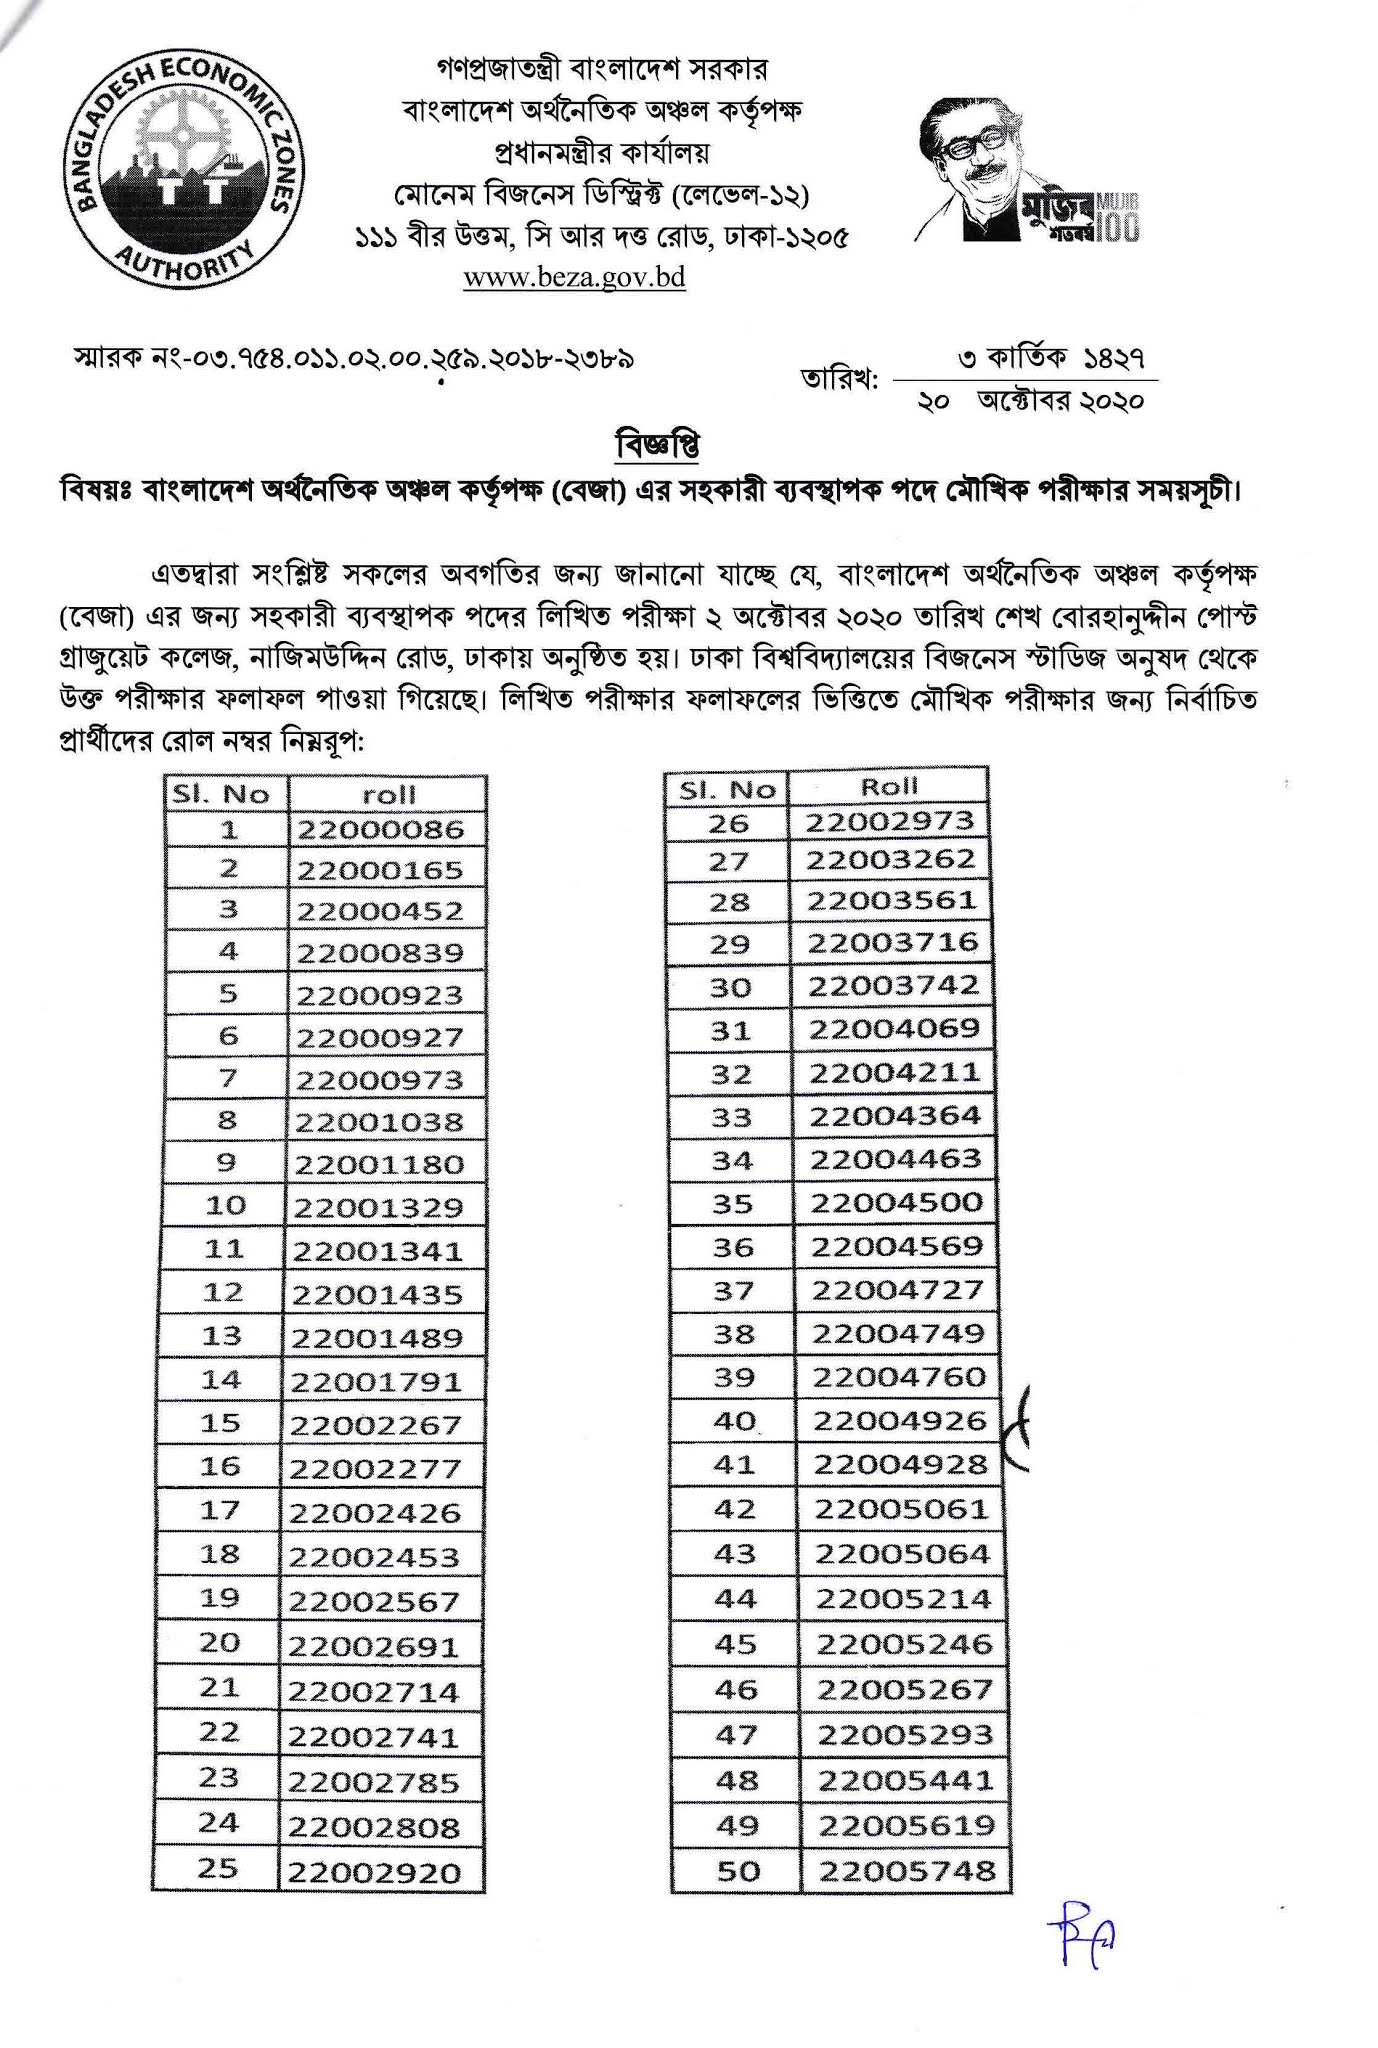 BANGLADESH ECONOMIC ZONES AUTHORITY
গণপ্রজাতন্ত্রী বাংলাদেশ সরকার
বাংলাদেশ অর্থনৈতিক অঞ্চল কর্তৃপক্ষ
প্রধানমন্ত্রীর কার্যালয়
মোনেম বিজনেস ডিস্ট্রিক্ট (লেভেল-১২)
১১১ বীর উত্তম, সি আর দত্ত রোড, ঢাকা-১২০৫
www.beza.gov.bd
মুজিব MUJIB
শতবর্ষ 100
স্মারক নং-০৩.৭৫৪.০১১.০২.০০.২৫৯.২০১৮-২৩৮৯
তারিখ: ৩ কার্তিক ১৪২৭
২০ অক্টোবর ২০২০
বিজ্ঞপ্তি
বিষয়ঃ বাংলাদেশ অর্থনৈতিক অঞ্চল কর্তৃপক্ষ (বেজা) এর সহকারী ব্যবস্থাপক পদে মৌখিক পরীক্ষার সময়সূচী।
এতদ্বারা সংশ্লিষ্ট সকলের অবগতির জন্য জানানো যাচ্ছে যে, বাংলাদেশ অর্থনৈতিক অঞ্চল কর্তৃপক্ষ
(বেজা) এর জন্য সহকারী ব্যবস্থাপক পদের লিখিত পরীক্ষা ২ অক্টোবর ২০২০ তারিখ শেখ বোরহানুদ্দীন পোস্ট
গ্রাজুয়েট কলেজ, নাজিমউদ্দিন রোড, ঢাকায় অনুষ্ঠিত হয়। ঢাকা বিশ্ববিদ্যালয়ের বিজনেস স্টাডিজ অনুষদ থেকে
উক্ত পরীক্ষার ফলাফল পাওয়া গিয়েছে। লিখিত পরীক্ষার ফলাফলের ভিত্তিতে মৌখিক পরীক্ষার জন্য নির্বাচিত
প্রার্থীদের রোল নম্বর নিম্নরূপ:
Sl. No roll
1 22000086
2 22000165
3 22000452
4 22000839
5 22000923
6 22000927
7 22000973
8 22001038
9 22001180
10 22001329
11 22001341
12 22001435
13 22001489
14 22001791
15 22002267
16 22002277
17 22002426
18 22002453
19 22002567
20 22002691
21 22002714
22 22002741
23 22002785
24 22002808
25 22002920
Sl. No Roll
26 22002973
27 22003262
28 22003561
29 22003716
30 22003742
31 22004069
32 22004211
33 22004364
34 22004463
35 22004500
36 22004569
37 22004727
38 22004749
39 22004760
40 22004926
41 22004928
42 22005061
43 22005064
44 22005214
45 22005246
46 22005267
47 22005293
48 22005441
49 22005619
50 22005748